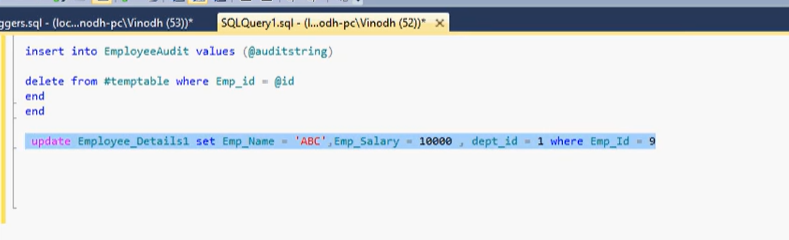 ggers.sql - (loc...nodh-pc\Vinodh (53))* SQLQuery1.sql - (l...odh-pc\Vinodh (52))*
insert into EmployeeAudit values (@auditstring)
delete from #temptable where Emp_id = @id
end
end
update Employee_Details1 set Emp_Name = 'ABC',Emp_Salary = 10000 , dept_id = 1 where Emp_Id = 9